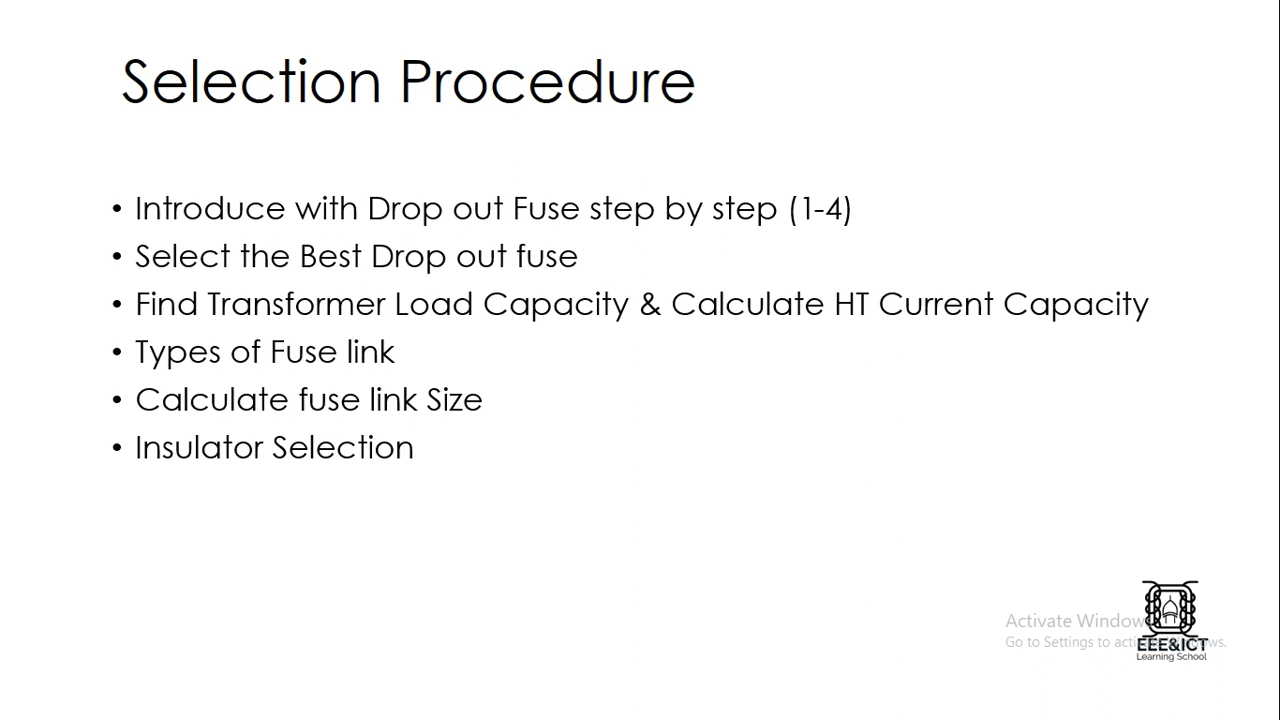 Selection Procedure
• Introduce with Drop out Fuse step by step (1-4)
• Select the Best Drop out fuse
• Find Transformer Load Capacity & Calculate HT Current Capacity
• Types of Fuse link
• Calculate fuse link Size
• Insulator Selection
Activate Window
Go to Settings to activate Windows.
EEE&ICT
Learning School